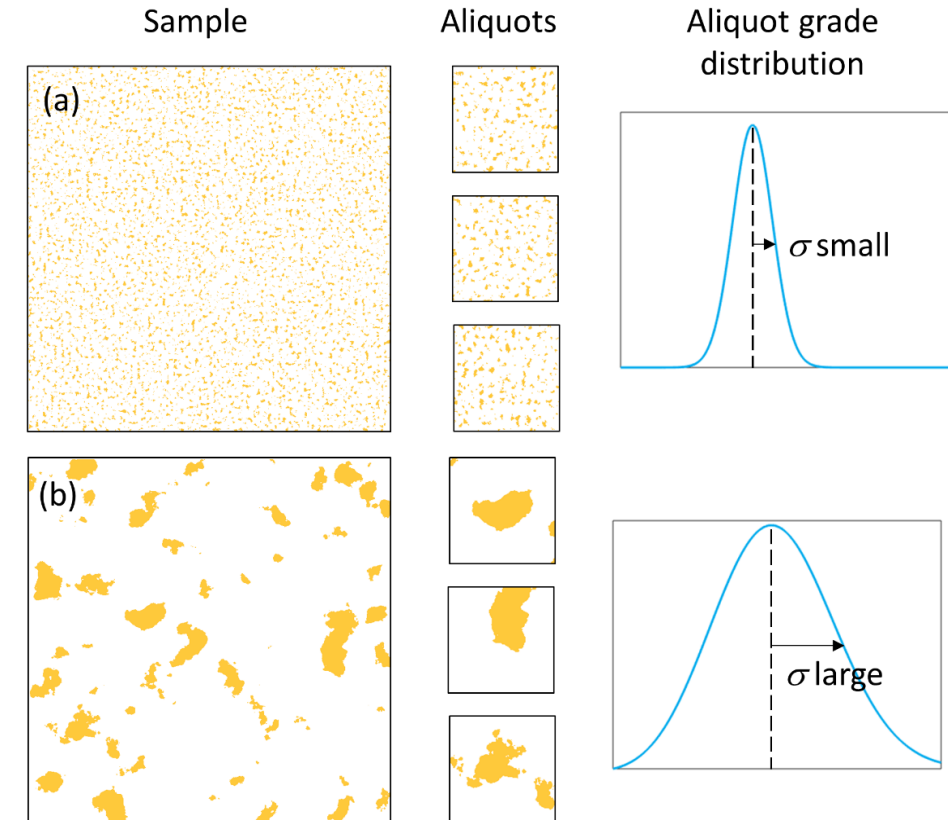 Sample
Aliquots
Aliquot grade
distribution
(a)
σ small
(b)
σ large